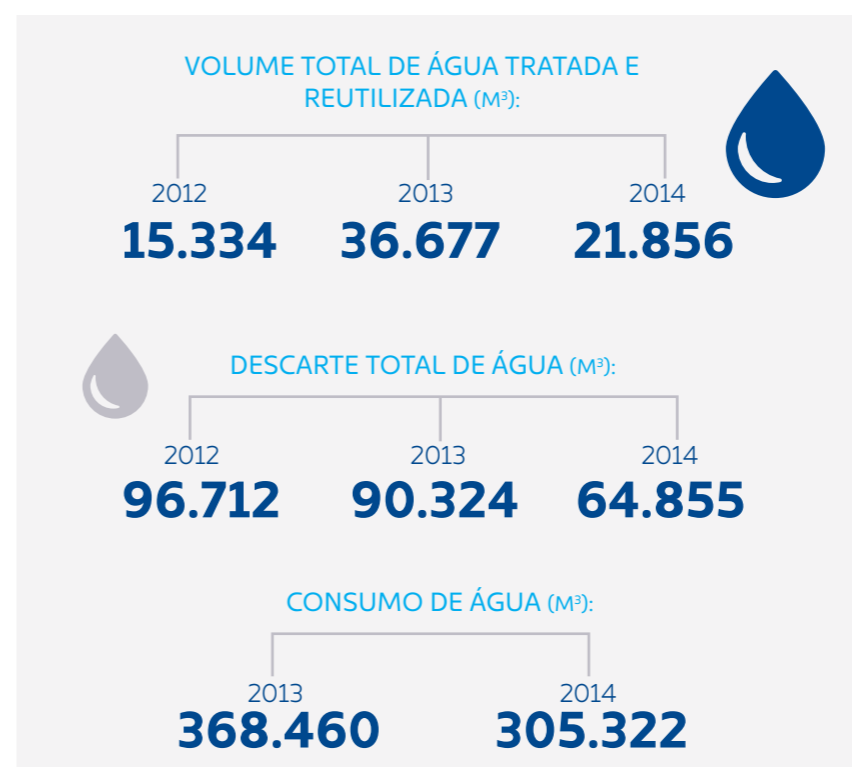 VOLUME TOTAL DE ÁGUA TRATADA E
REUTILIZADA (M³):
2012 2013 2014
15.334 36.677 21.856
DESCARTE TOTAL DE ÁGUA (M³):
2012 2013 2014
96.712 90.324 64.855
CONSUMO DE ÁGUA (M³):
2013 2014
368.460 305.322